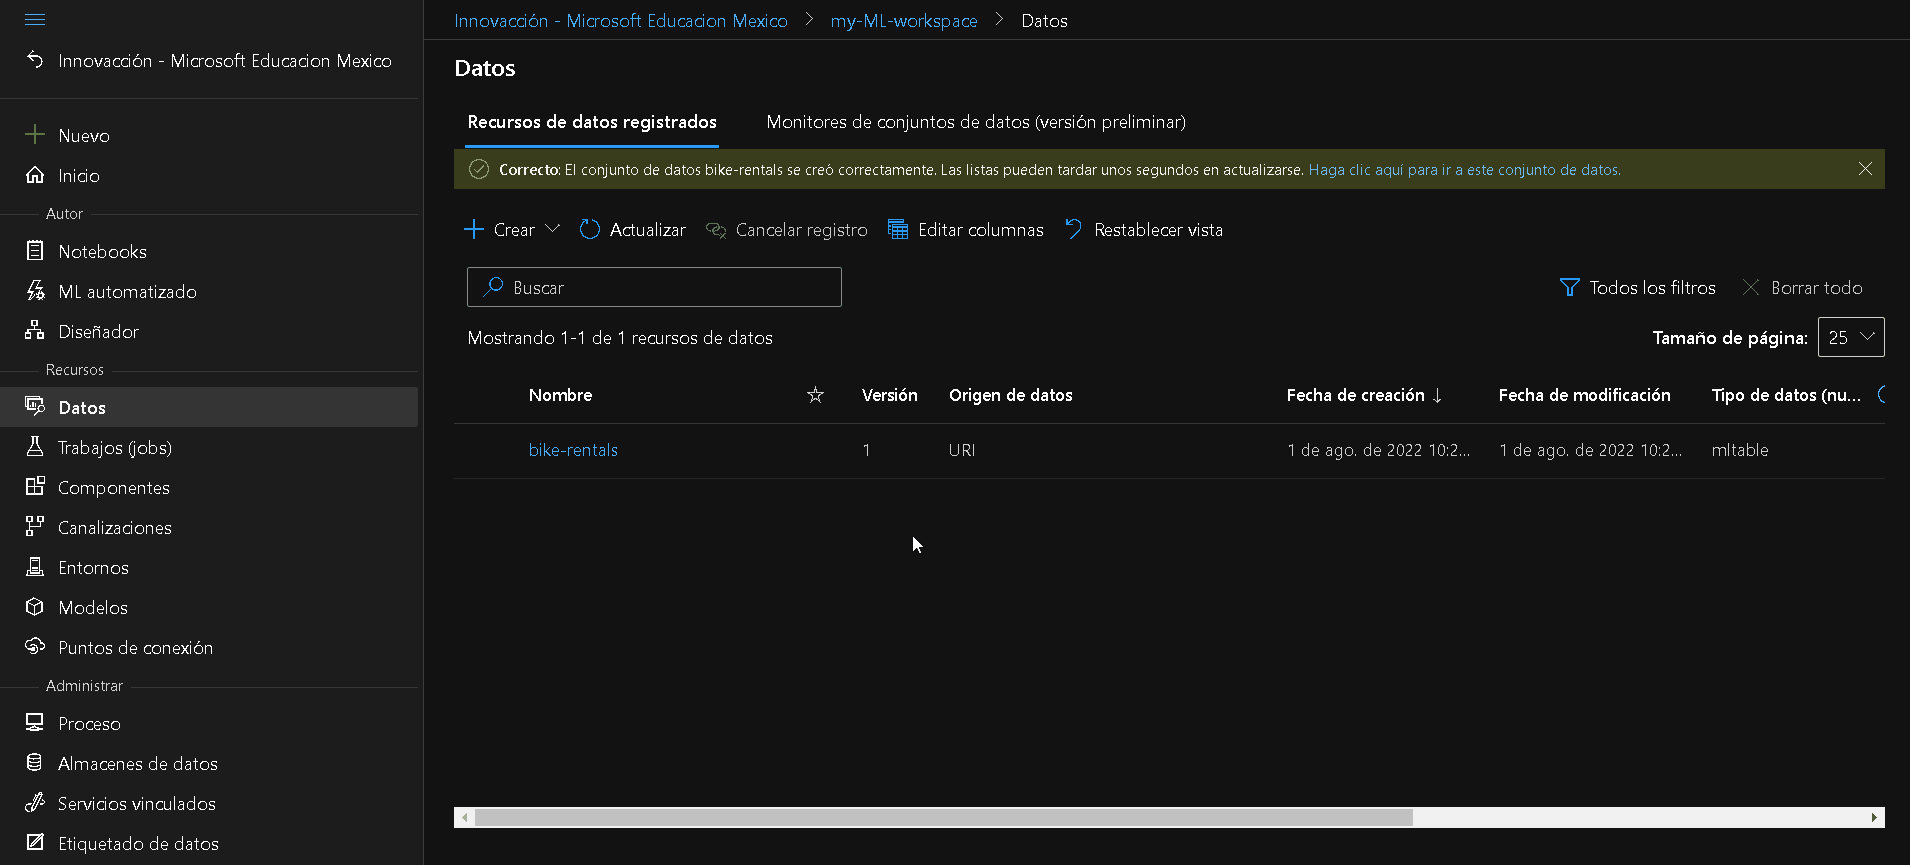 Innovacción - Microsoft Educacion Mexico
Nuevo
Inicio
Autor
Notebooks
ML automatizado
Diseñador
Recursos
Datos
Trabajos (jobs)
Componentes
Canalizaciones
Entornos
Modelos
Puntos de conexión
Administrar
Proceso
Almacenes de datos
Servicios vinculados
Etiquetado de datos
Innovacción - Microsoft Educacion Mexico > my-ML-workspace > Datos
Datos
Recursos de datos registrados Monitores de conjuntos de datos (versión preliminar)
Correcto: El conjunto de datos bike-rentals se creó correctamente. Las listas pueden tardar unos segundos en actualizarse. Haga clic aquí para ir a este conjunto de datos.
Crear Actualizar Cancelar registro Editar columnas Restablecer vista
Buscar Todos los filtros Borrar todo
Mostrando 1-1 de 1 recursos de datos Tamaño de página: 25
Nombre Versión Origen de datos Fecha de creación ↓ Fecha de modificación Tipo de datos (nu...
bike-rentals 1 URI 1 de ago. de 2022 10:2... 1 de ago. de 2022 10:2... mltable